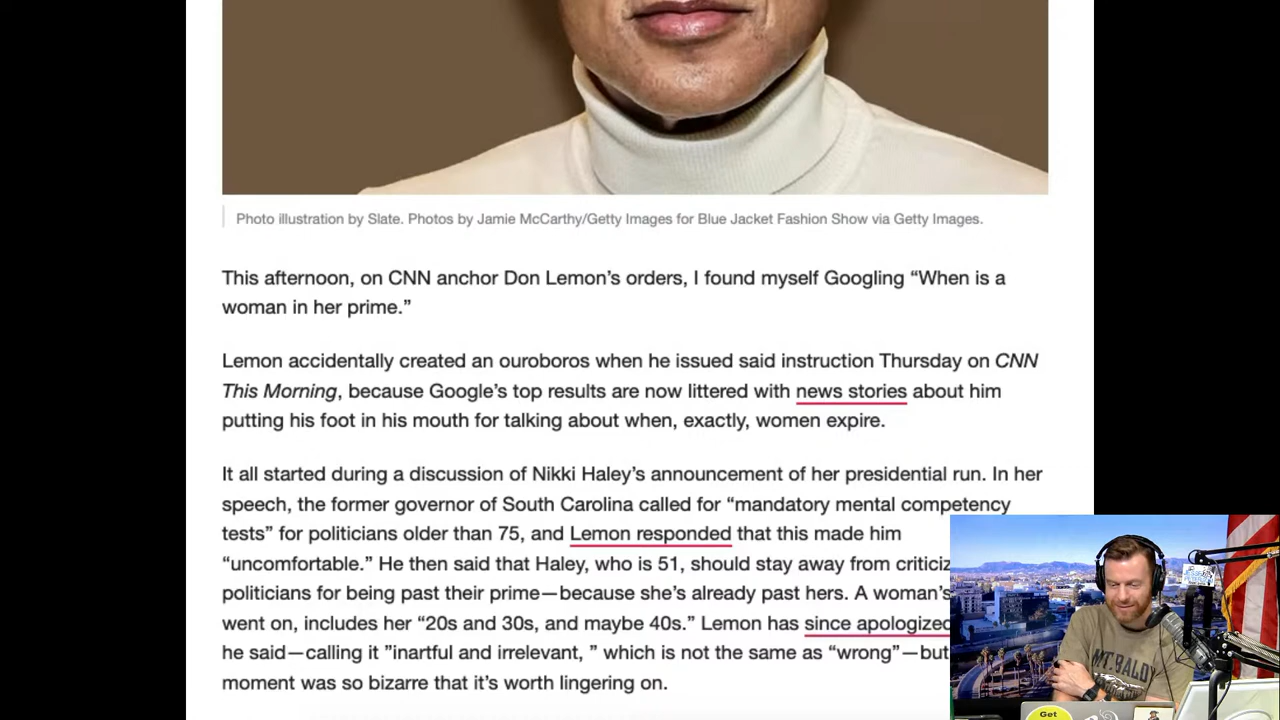 Photo illustration by Slate. Photos by Jamie McCarthy/Getty Images for Blue Jacket Fashion Show via Getty Images.
This afternoon, on CNN anchor Don Lemon’s orders, I found myself Googling “When is a
woman in her prime.”
Lemon accidentally created an ouroboros when he issued said instruction Thursday on CNN
This Morning, because Google’s top results are now littered with news stories about him
putting his foot in his mouth for talking about when, exactly, women expire.
It all started during a discussion of Nikki Haley’s announcement of her presidential run. In her
speech, the former governor of South Carolina called for “mandatory mental competency
tests” for politicians older than 75, and Lemon responded that this made him
“uncomfortable.” He then said that Haley, who is 51, should stay away from criticiz
politicians for being past their prime—because she’s already past hers. A woman’s
went on, includes her “20s and 30s, and maybe 40s.” Lemon has since apologized
he said—calling it ”inartful and irrelevant, ” which is not the same as “wrong”—but
moment was so bizarre that it’s worth lingering on.
MT. BALDY
Get